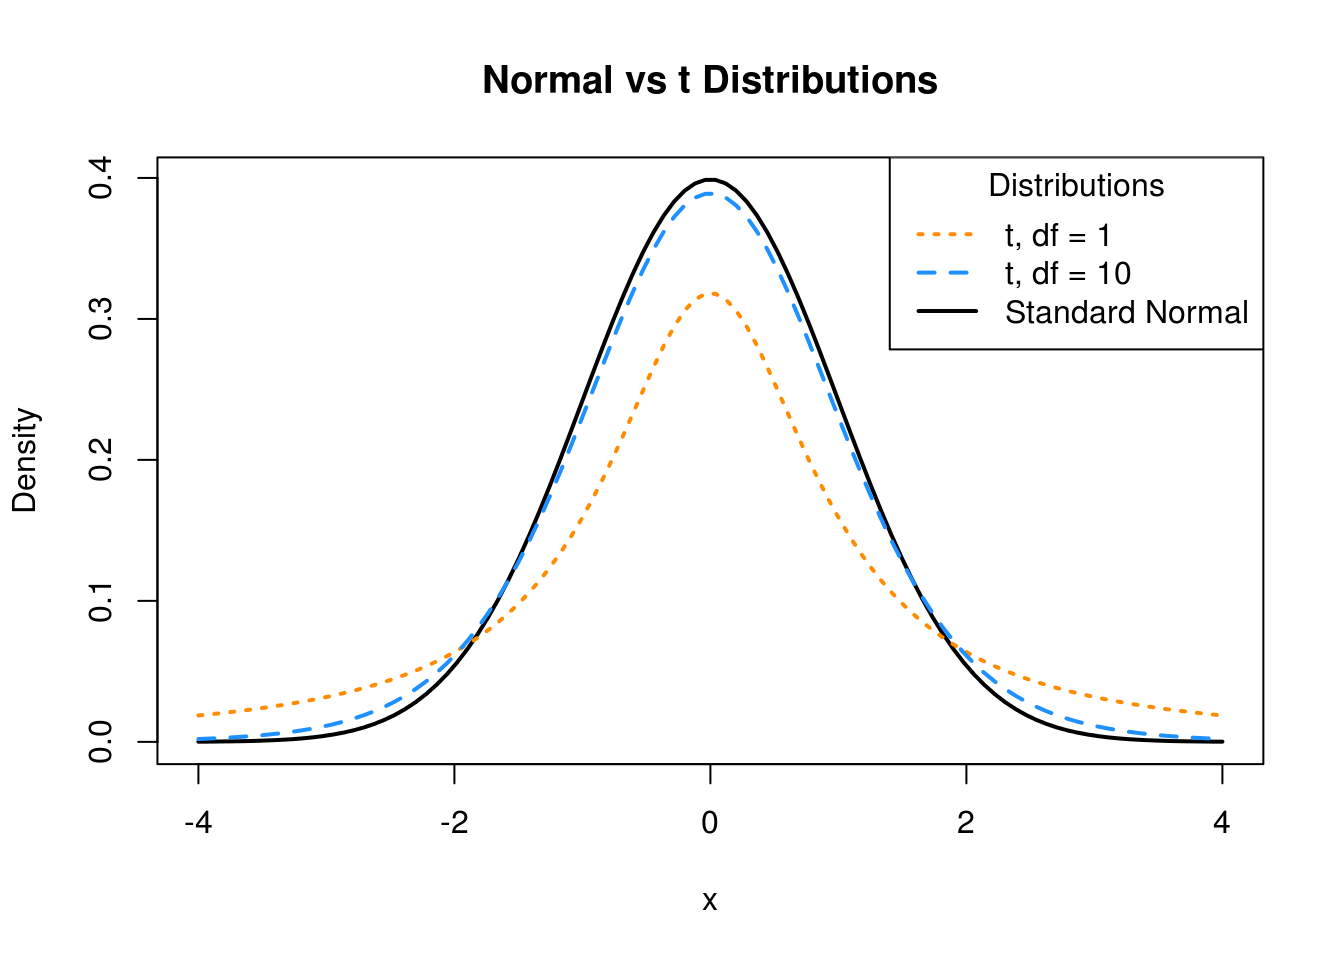 Normal vs t Distributions
Distributions
t, df = 1
t, df = 10
Standard Normal
Density
0.4
0.3
0.2
0.1
0.0
-4 -2 0 2 4
x